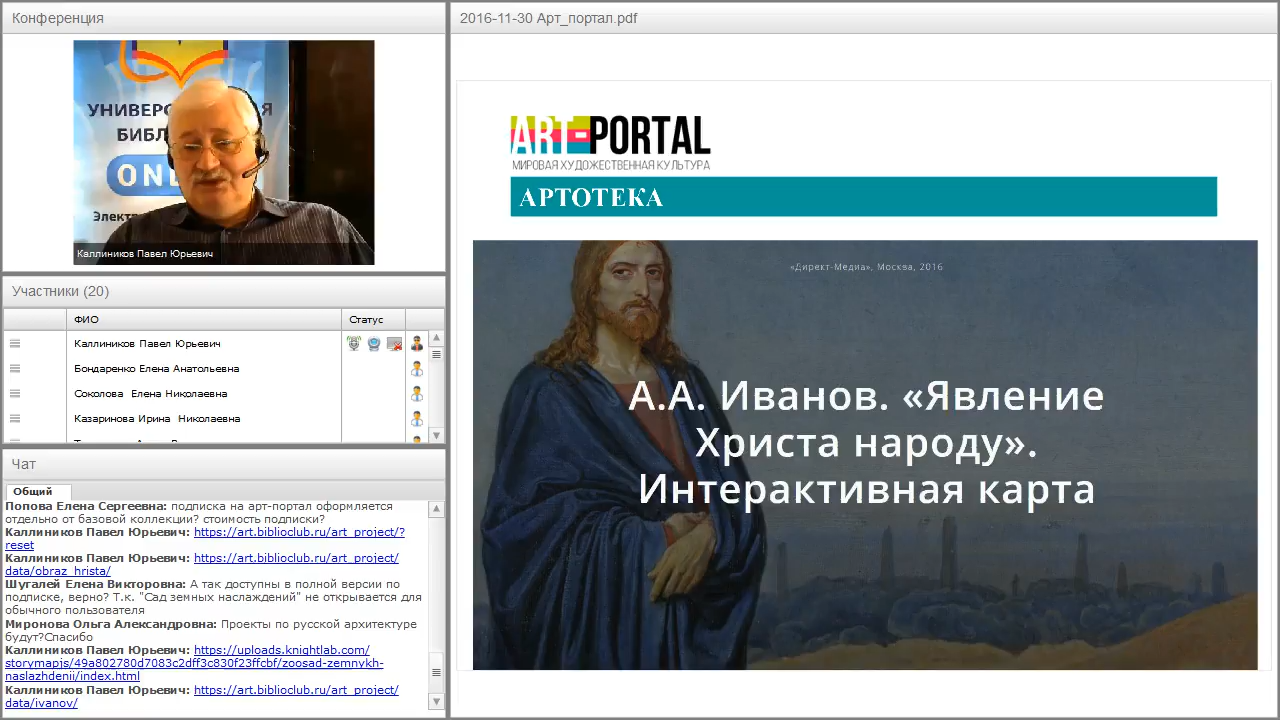 Конференция
УНИВЕР
АЯ
БИБЛ
ONL
Электр
Каллиников Павел Юрьевич
Участники (20)
ФИО
Статус
Каллиников Павел Юрьевич
Бондаренко Елена Анатольевна
Соколова Елена Николаевна
Казаринова Ирина Николаевна
Чат
Общий
Попова Елена Сергеевна: подписка на арт-портал оформляется
отдельно от базовой коллекции? стоимость подписки?
Каллиников Павел Юрьевич: https://art.biblioclub.ru/art_project/?
reset
Каллиников Павел Юрьевич: https://art.biblioclub.ru/art_project/
data/obraz_hrista/
Шугалей Елена Викторовна: А так доступны в полной версии по
подписке, верно? Т.к. "Сад земных наслаждений" не открывается для
обычного пользователя
Миронова Ольга Александровна: Проекты по русской архитектуре
будут?Спасибо
Каллиников Павел Юрьевич: https://uploads.knightlab.com/
storymapjs/49a802780d7083c2dff3c830f23ffcbf/zoosad-zemnykh-
naslazhdenii/index.html
Каллиников Павел Юрьевич: https://art.biblioclub.ru/art_project/
data/ivanov/
2016-11-30 Арт_портал.pdf
ART-PORTAL
МИРОВАЯ ХУДОЖЕСТВЕННАЯ КУЛЬТУРА
АРТОТЕКА
«Директ-Медиа», Москва, 2016
А.А. Иванов. «Явление
Христа народу».
Интерактивная карта